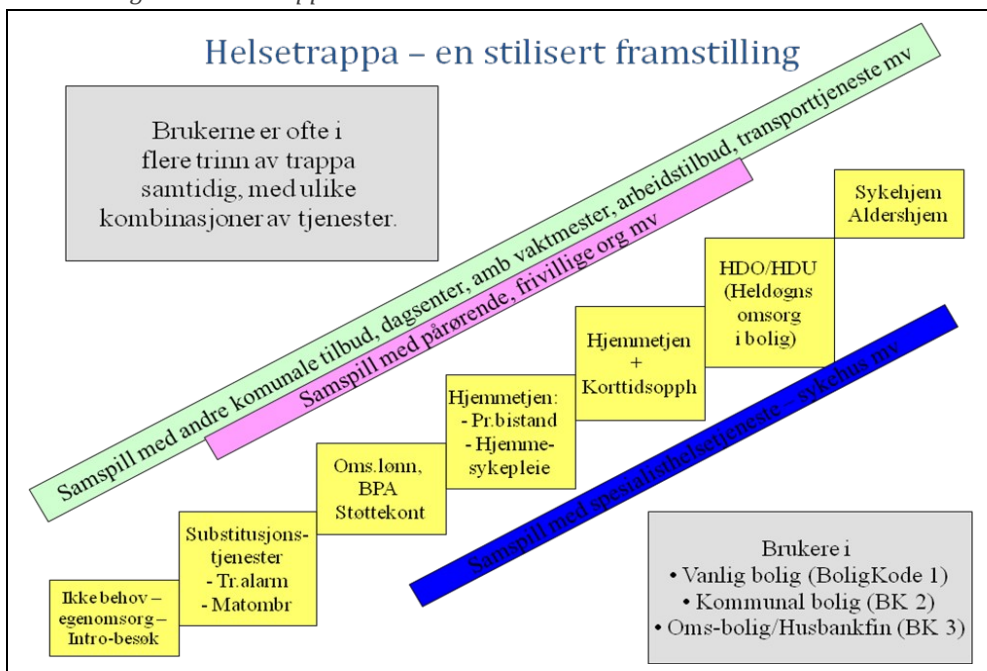 Helsetrappa – en stilisert framstilling
Brukerne er ofte i
flere trinn av trappa
samtidig, med ulike
kombinasjoner av tjenester.
Samspill med andre komunale tilbud, dagsenter, amb vaktmester, arbeidstilbud, transporttjeneste mv
Samspill med pårørende, frivillige org mv
Sykehjem
Aldershjem
HDO/HDU
(Heldøgns
omsorg
i bolig)
Hjemmetjen
+
Korttidsopph
Hjemmetjen:
- Pr.bistand
- Hjemme-
sykepleie
Oms.lønn,
BPA
Støttekont
Substitusjons-
tjenester
- Tr.alarm
- Matombr
Ikke behov –
egenomsorg –
Intro-besøk
Samspill med spesialisthelsetjeneste – sykehus mv
Brukere i
• Vanlig bolig (BoligKode 1)
• Kommunal bolig (BK 2)
• Oms-bolig/Husbankfin (BK 3)